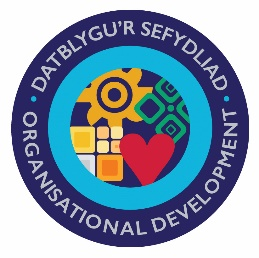 DATBLYGU'R SEFYDLIAD
ORGANISATIONAL DEVELOPMENT